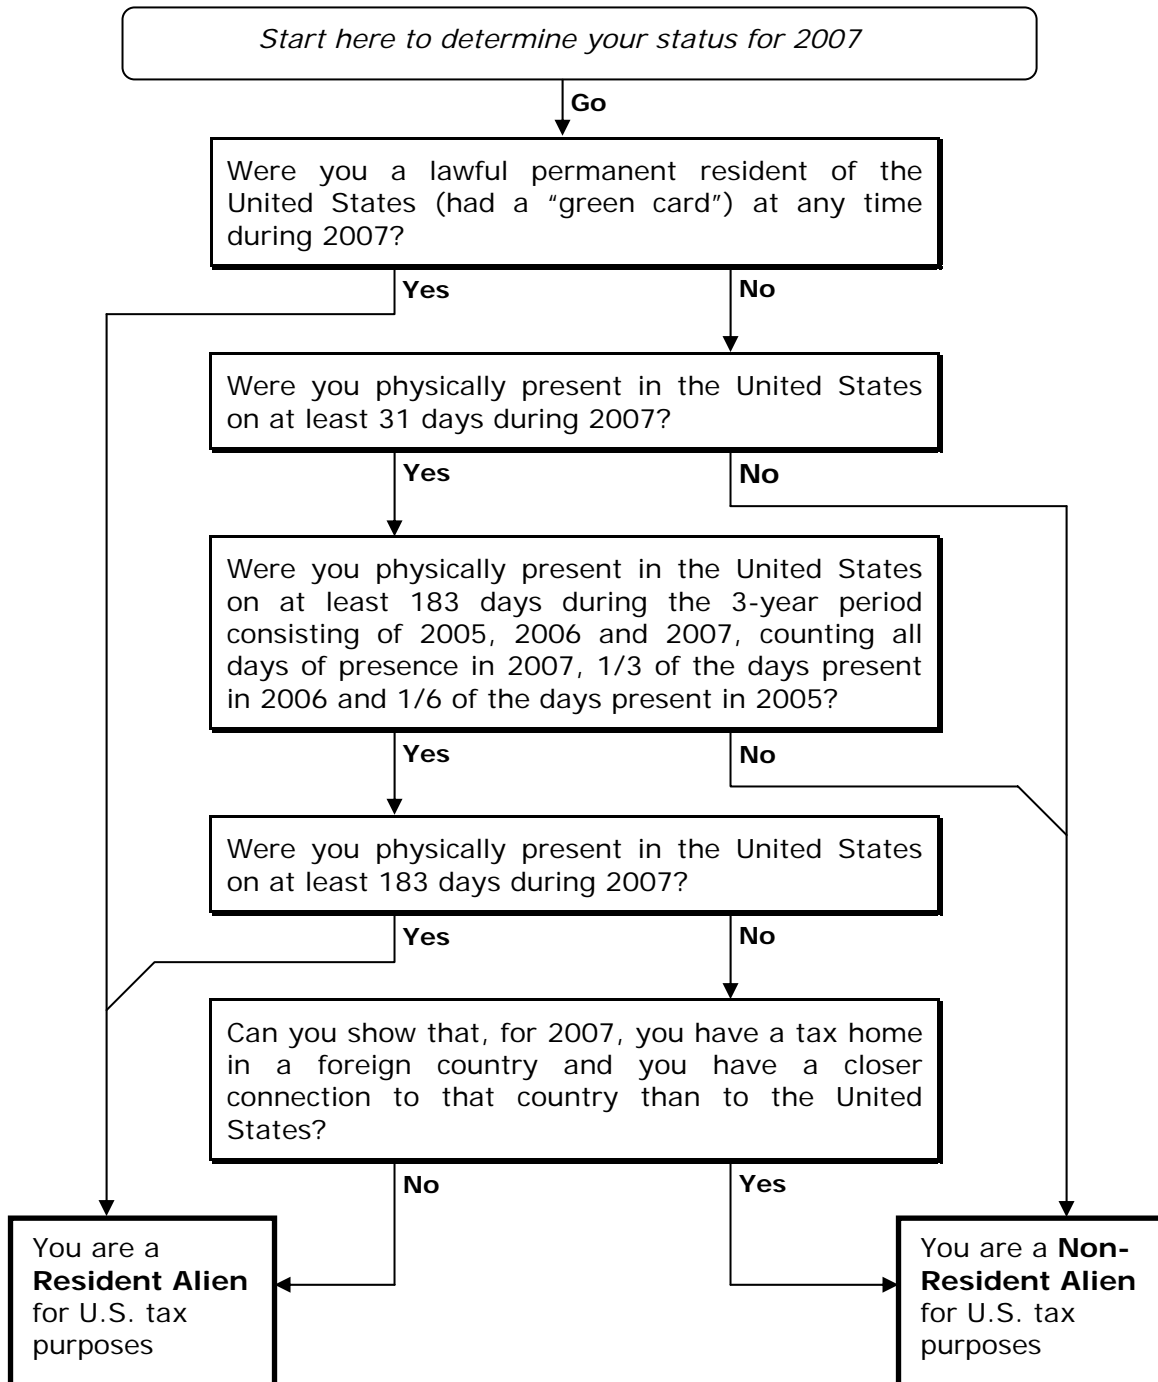 Start here to determine your status for 2007
Go
Were you a lawful permanent resident of the
United States (had a “green card”) at any time
during 2007?
Yes
No
Were you physically present in the United States
on at least 31 days during 2007?
Yes
No
Were you physically present in the United States
on at least 183 days during the 3-year period
consisting of 2005, 2006 and 2007, counting all
days of presence in 2007, 1/3 of the days present
in 2006 and 1/6 of the days present in 2005?
Yes
No
Were you physically present in the United States
on at least 183 days during 2007?
Yes
No
Can you show that, for 2007, you have a tax home
in a foreign country and you have a closer
connection to that country than to the United
States?
No
Yes
You are a
Resident Alien
for U.S. tax
purposes
You are a Non-
Resident Alien
for U.S. tax
purposes